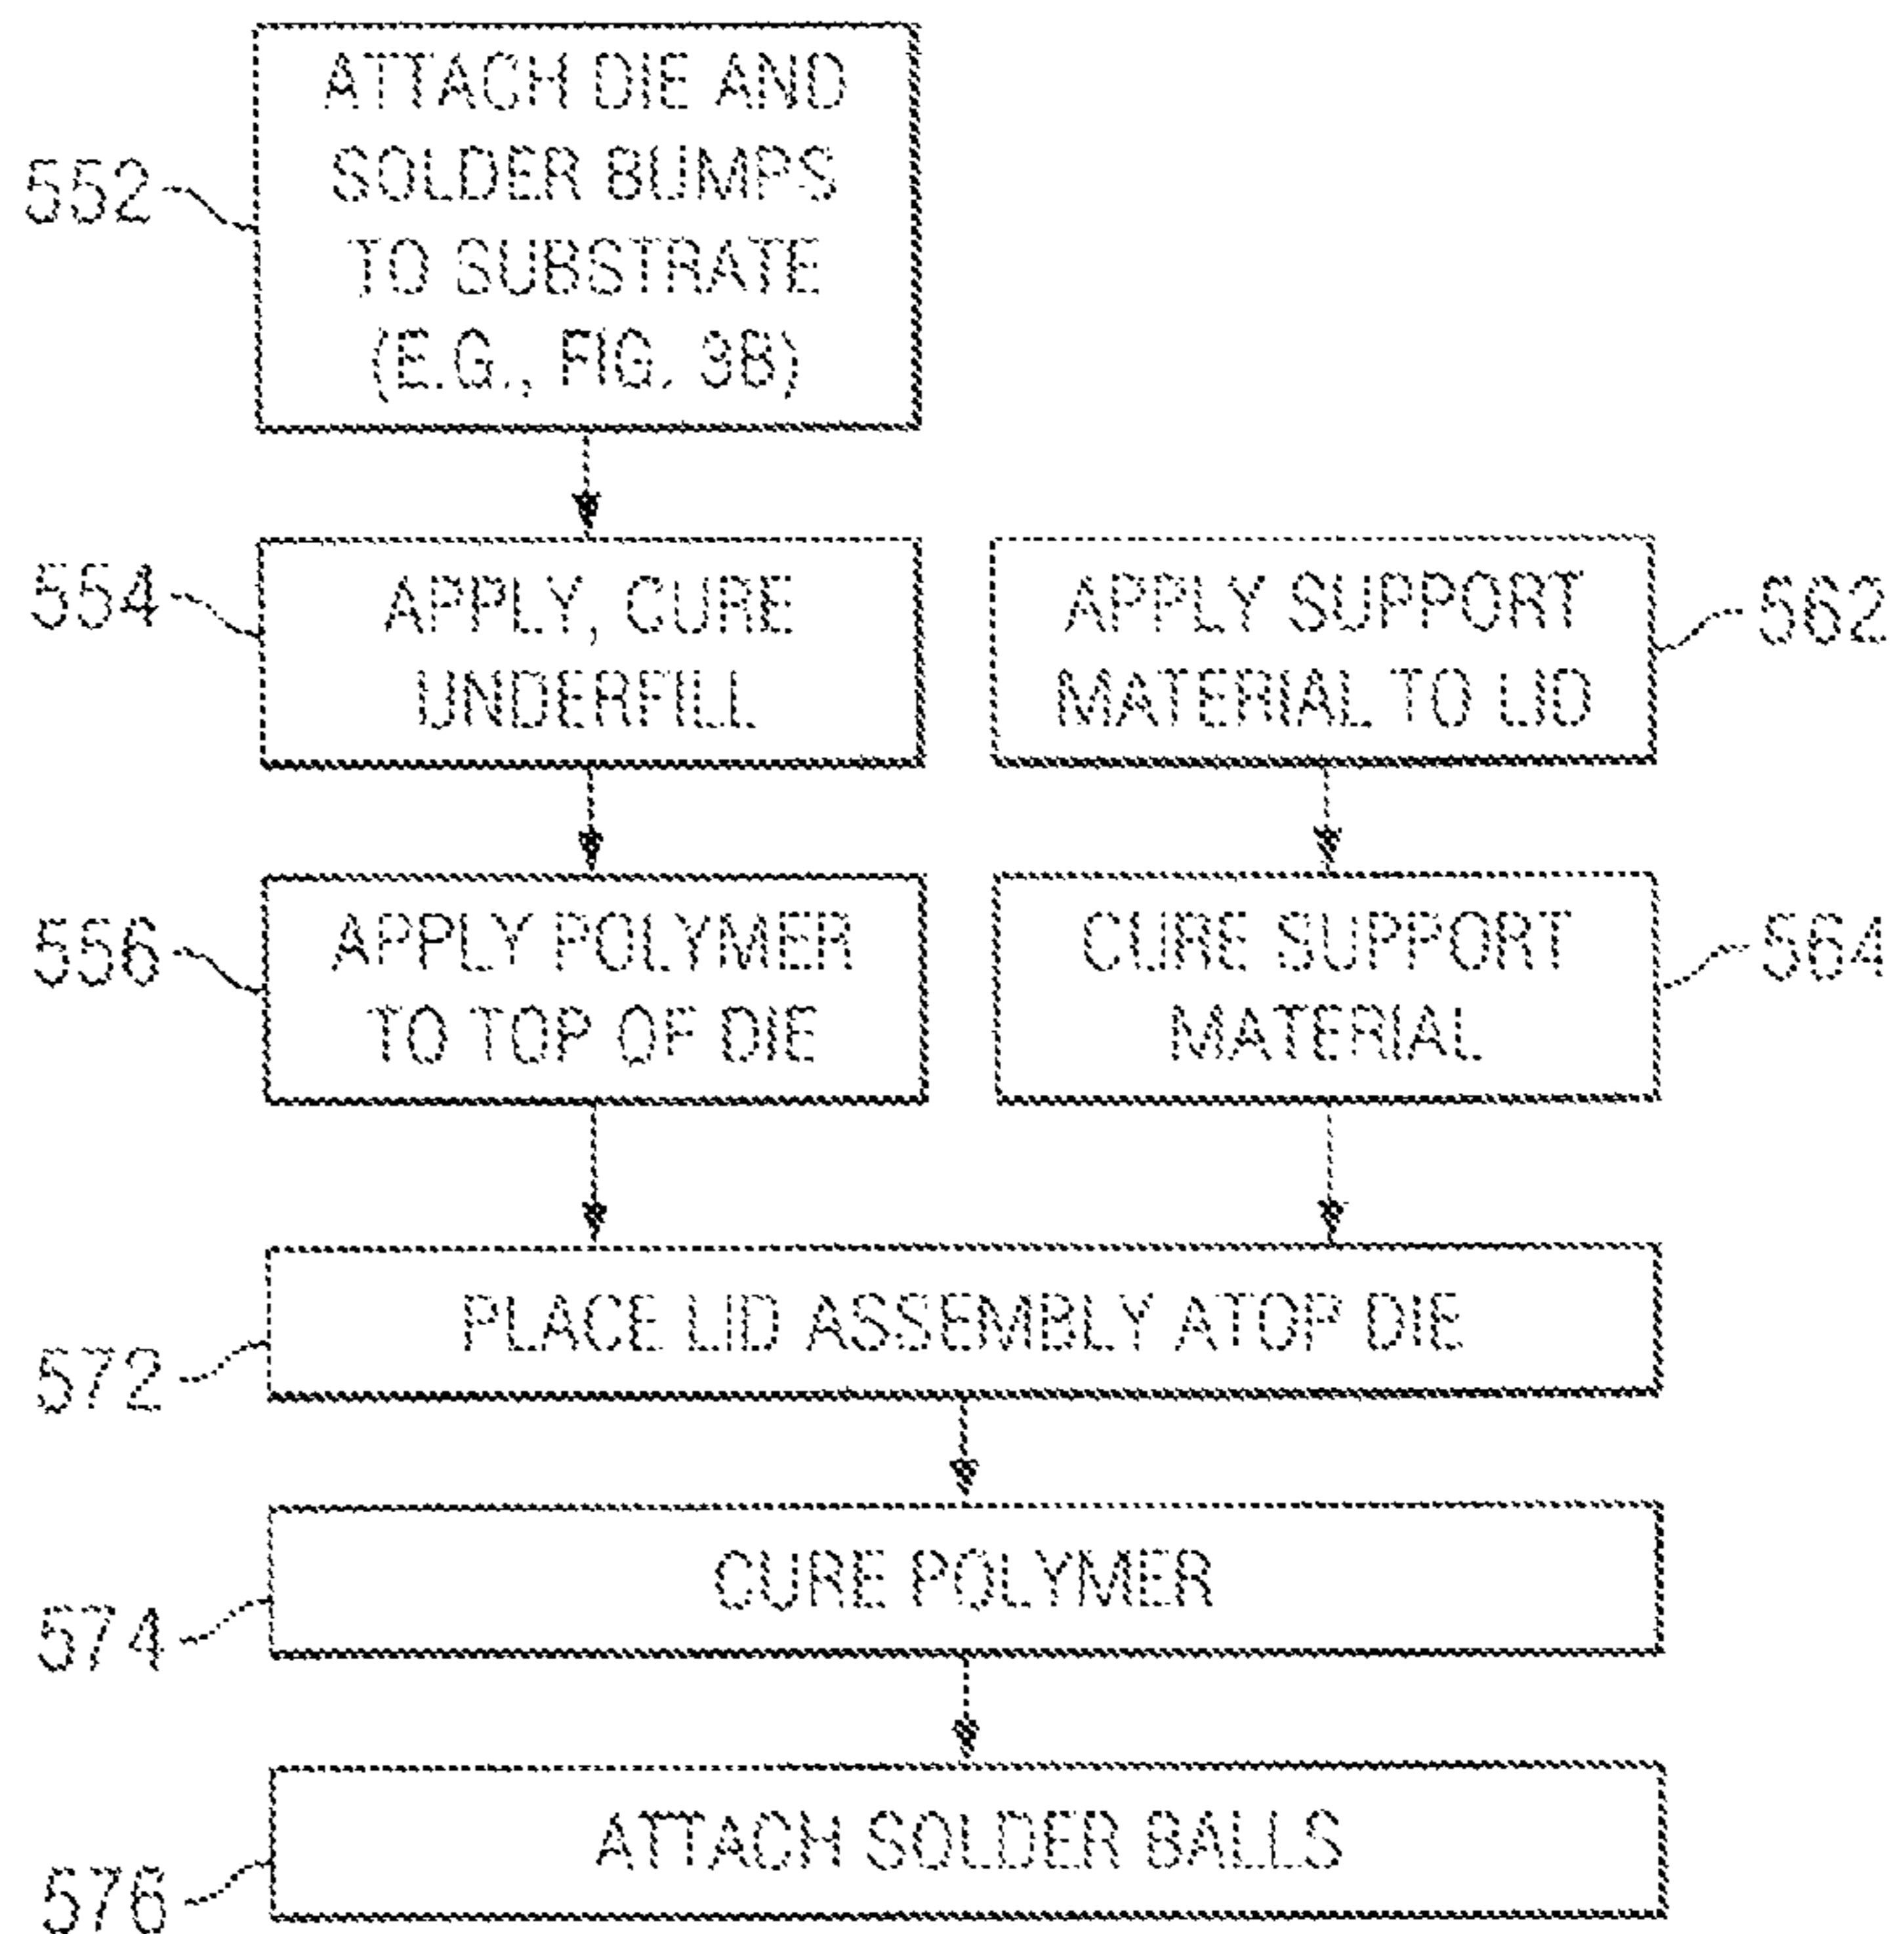 552
ATTACH DIE AND
SOLDER BUMPS
TO SUBSTRATE
(E.G., FIG. 3B)
554
APPLY, CURE
UNDERFILL
APPLY SUPPORT
MATERIAL TO LID
562
556
APPLY POLYMER
TO TOP OF DIE
CURE SUPPORT
MATERIAL
564
572
PLACE LID ASSEMBLY ATOP DIE
574
CURE POLYMER
576
ATTACH SOLDER BALLS